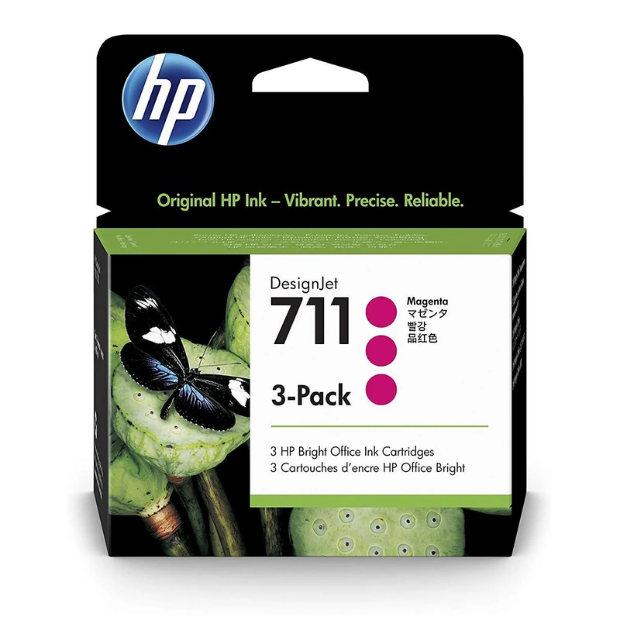 hp
Original HP Ink – Vibrant. Precise. Reliable.
DesignJet
711
Magenta
マゼンタ
빨강
品红色
3-Pack
3 HP Bright Office Ink Cartridges
3 Cartouches d'encre HP Office Bright